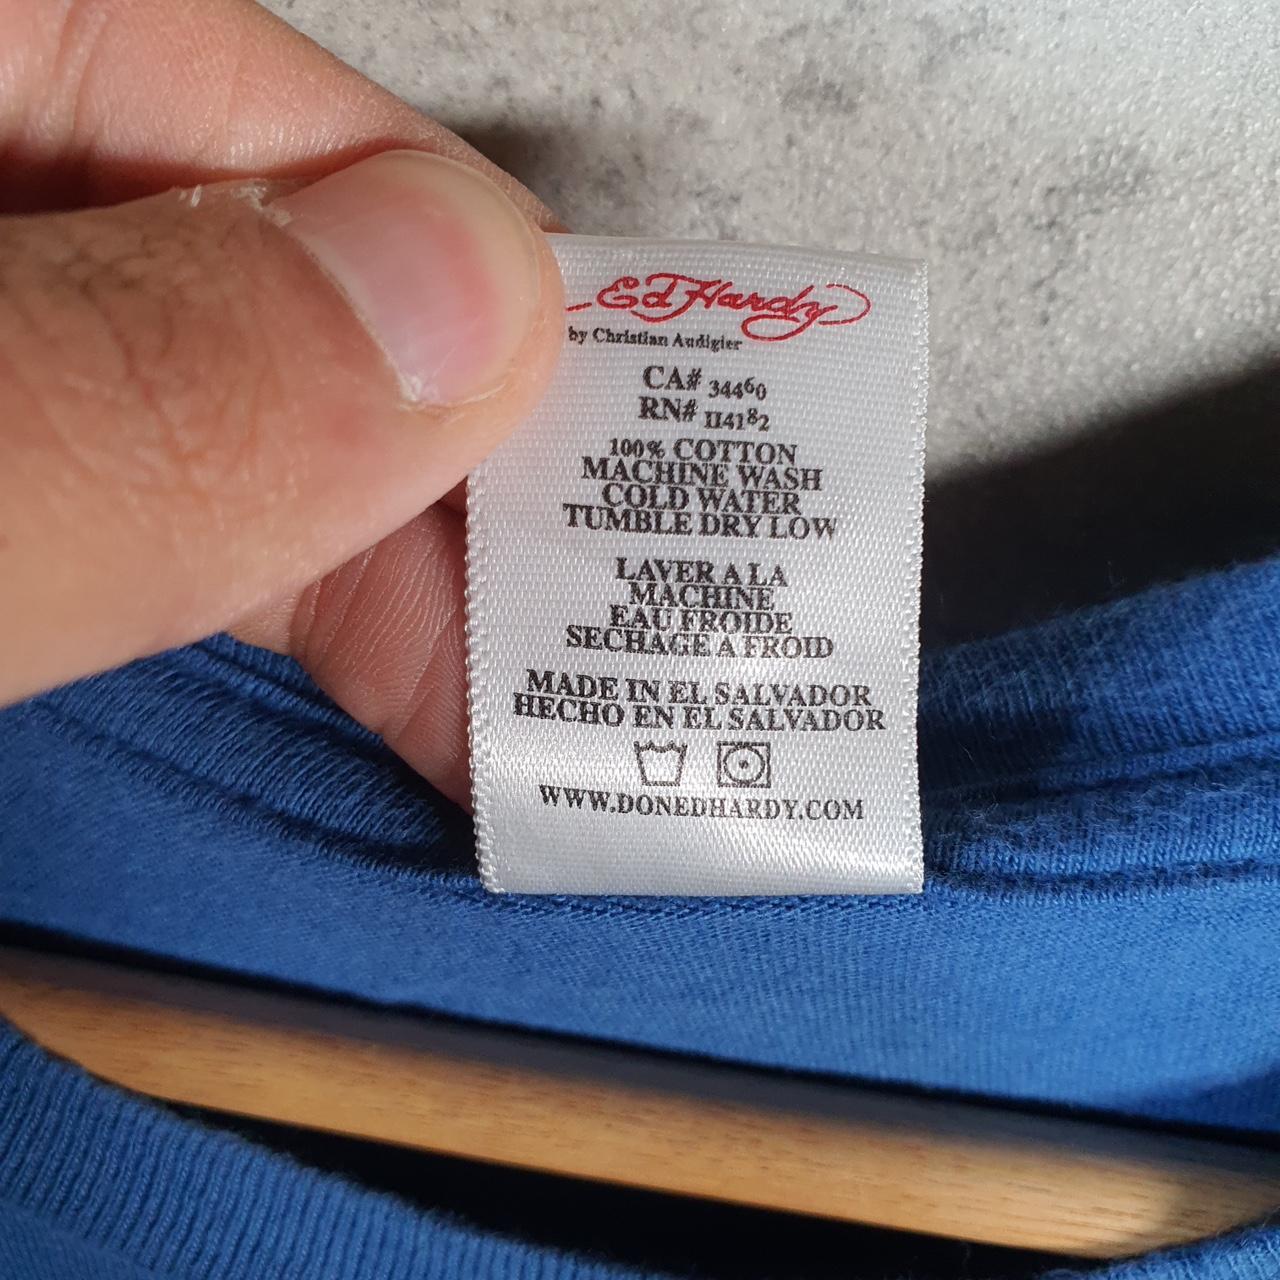 Ed Hardy
by Christian Audigier
CA# 34460
RN# 114182
100% COTTON
MACHINE WASH
COLD WATER
TUMBLE DRY LOW
LAVER A LA
MACHINE
EAU FROIDE
SECHAGE A FROID
MADE IN EL SALVADOR
HECHO EN EL SALVADOR
WWW.DONEDHARDY.COM